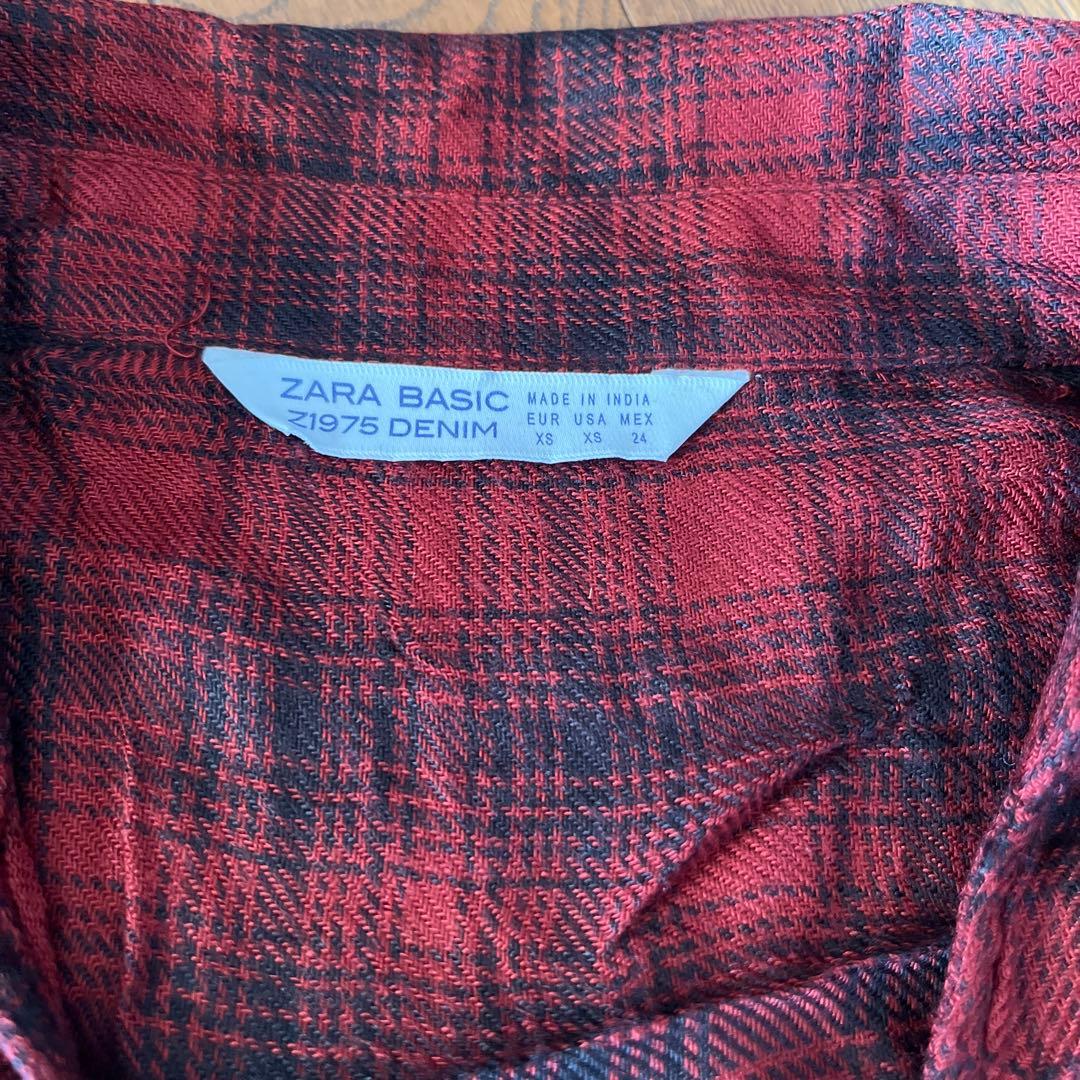 ZARA BASIC
Z1975 DENIM
MADE IN INDIA
EUR USA MEX
XS XS 24